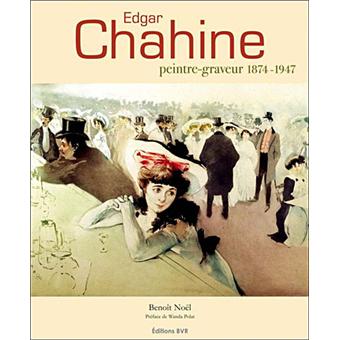 Edgar
Chahine
peintre-graveur 1874-1947
Benoît Noël
Préface de Wanda Polat
Éditions BVR